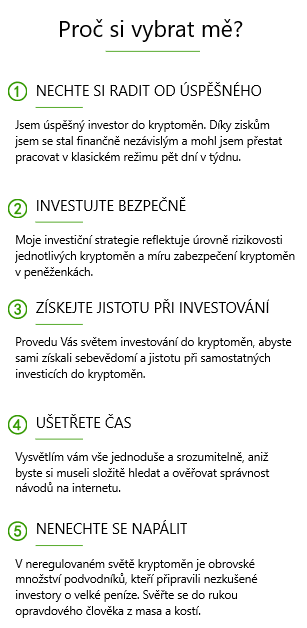 Proč si vybrat mě?
1 NECHTE SI RADIT OD ÚSPĚŠNÉHO
Jsem úspěšný investor do kryptoměn. Díky ziskům
jsem se stal finančně nezávislým a mohl jsem přestat
pracovat v klasickém režimu pět dní v týdnu.
2 INVESTUJTE BEZPEČNĚ
Moje investiční strategie reflektuje úrovně rizikovosti
jednotlivých kryptoměn a míru zabezpečení kryptoměn
v peněženkách.
3 ZÍSKEJTE JISTOTU PŘI INVESTOVÁNÍ
Provedu Vás světem investování do kryptoměn, abyste
sami získali sebevědomí a jistotu při samostatných
investicích do kryptoměn.
4 UŠETŘETE ČAS
Vysvětlím vám vše jednoduše a srozumitelně, aniž
byste si museli složitě hledat a ověřovat správnost
návodů na internetu.
5 NENECHTE SE NAPÁLIT
V neregulovaném světě kryptoměn je obrovské
množství podvodníků, kteří připravili nezkušené
investory o velké peníze. Svěřte se do rukou
opravdového člověka z masa a kostí.